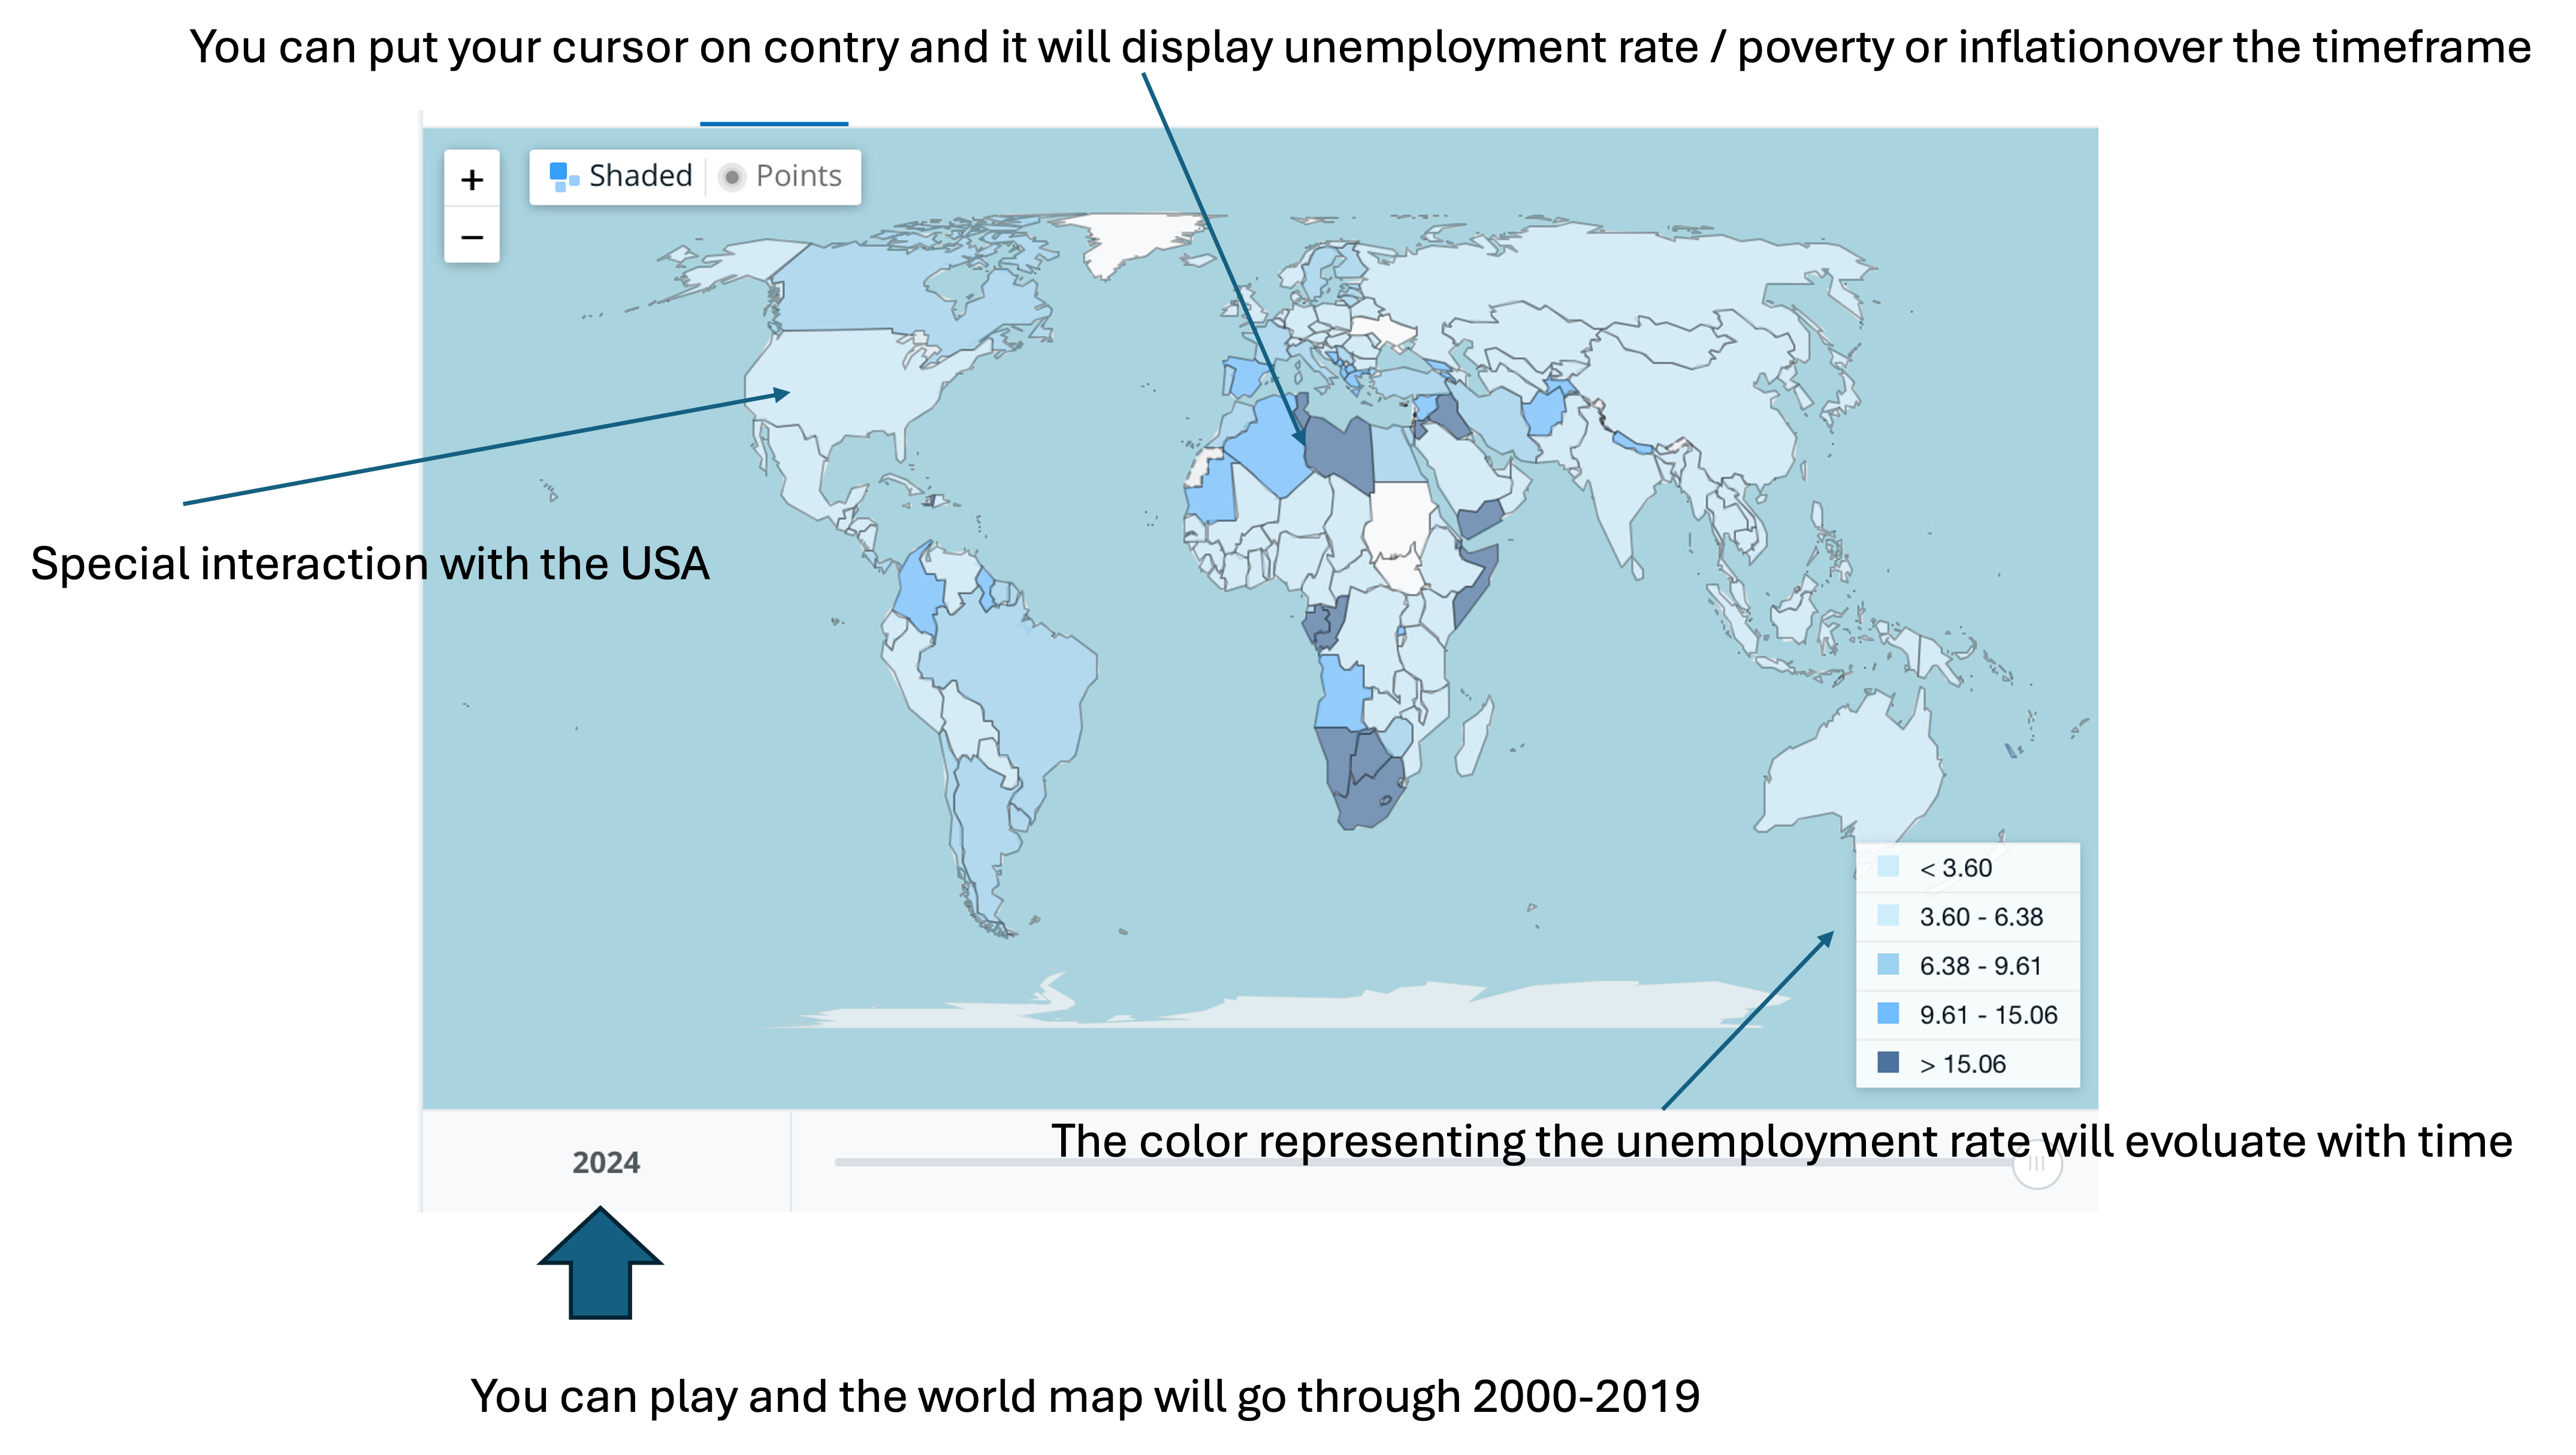 You can put your cursor on contry and it will display unemployment rate / poverty or inflationover the timeframe
+
Shaded
Points
−
Special interaction with the USA
< 3.60
3.60 - 6.38
6.38 - 9.61
9.61 - 15.06
> 15.06
The color representing the unemployment rate will evoluate with time
2024
You can play and the world map will go through 2000-2019